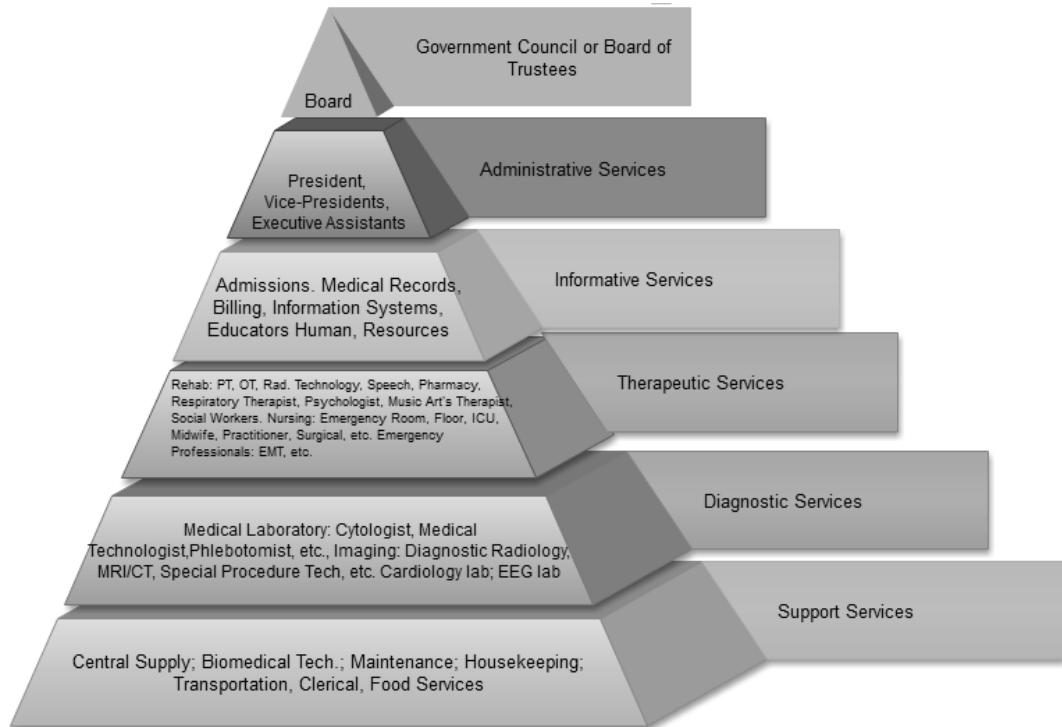 Government Council or Board of
Trustees
Board
Administrative Services
President,
Vice-Presidents,
Executive Assistants
Informative Services
Admissions. Medical Records,
Billing, Information Systems,
Educators Human, Resources
Therapeutic Services
Rehab: PT, OT, Rad. Technology, Speech, Pharmacy,
Respiratory Therapist, Psychologist, Music Art's Therapist,
Social Workers. Nursing: Emergency Room, Floor, ICU,
Midwife, Practitioner, Surgical, etc. Emergency
Professionals: EMT, etc.
Diagnostic Services
Medical Laboratory: Cytologist, Medical
Technologist,Phlebotomist, etc., Imaging: Diagnostic Radiology,
MRI/CT, Special Procedure Tech, etc. Cardiology lab; EEG lab
Support Services
Central Supply; Biomedical Tech.; Maintenance; Housekeeping;
Transportation, Clerical, Food Services